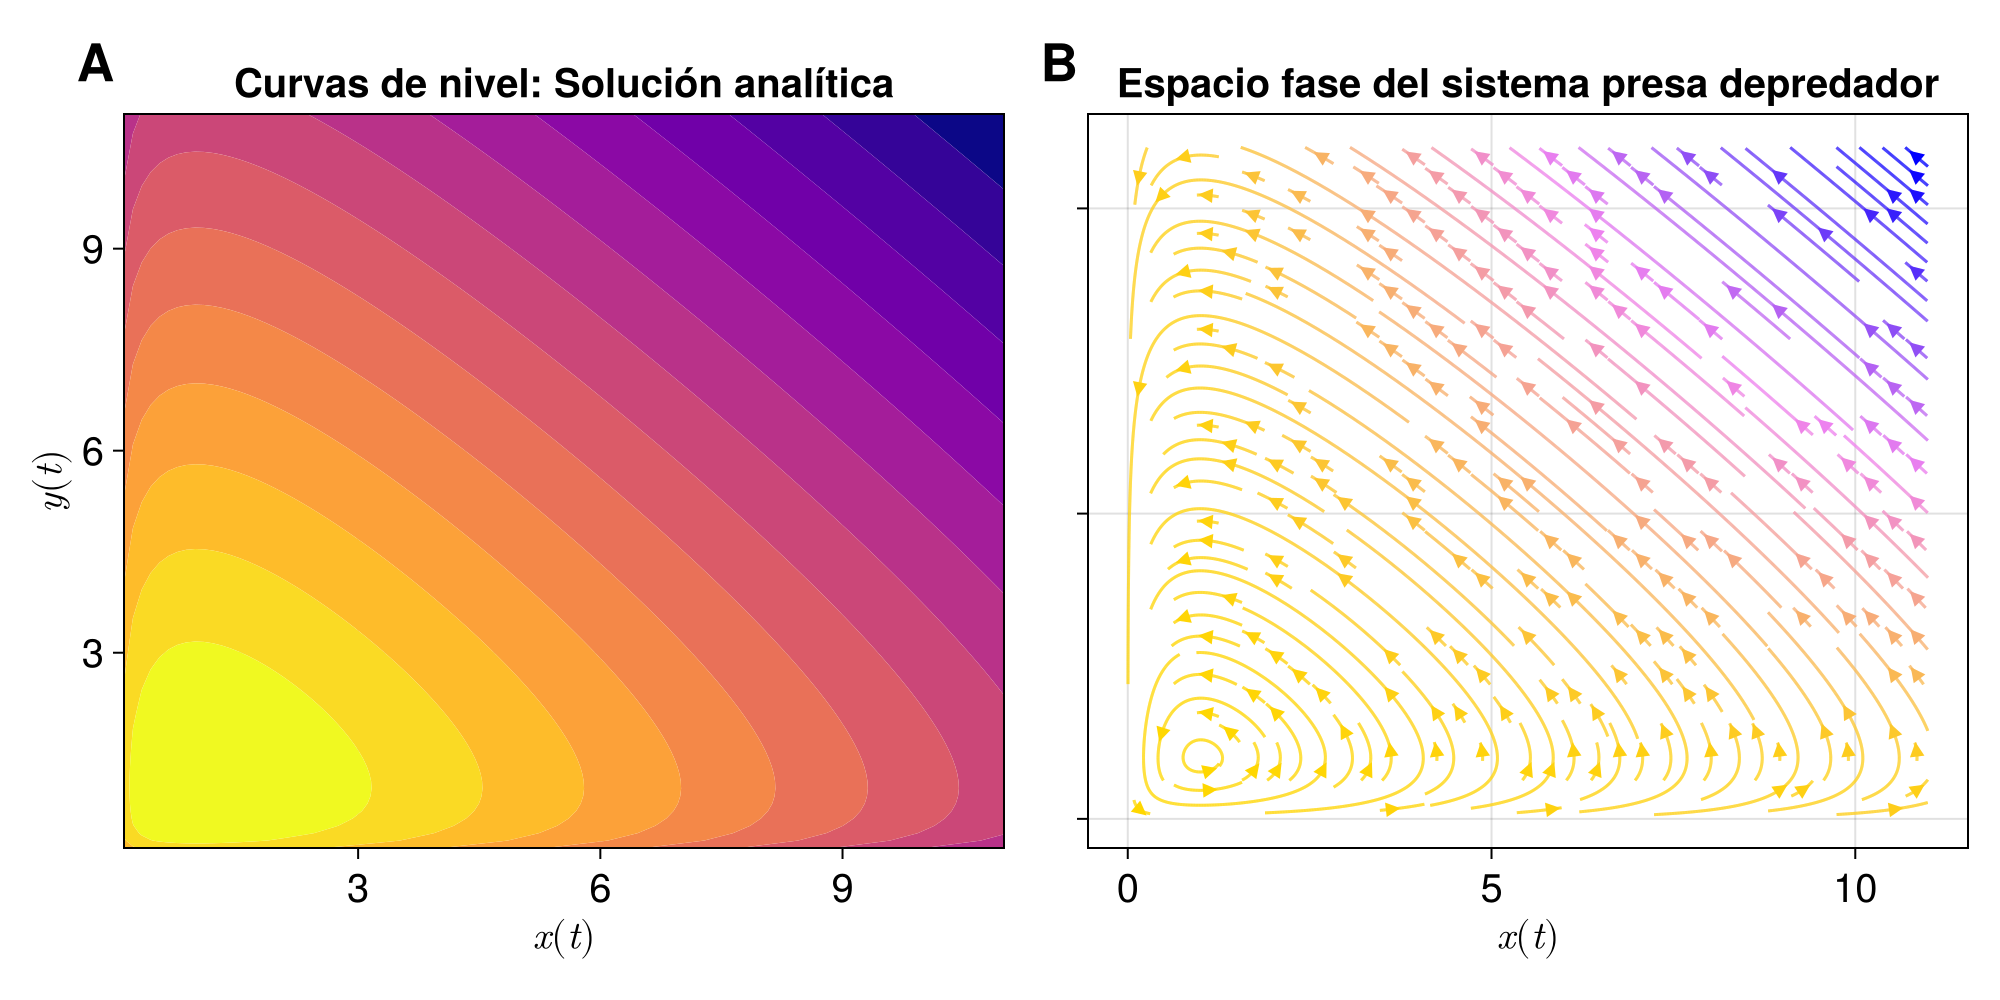 A
Curvas de nivel: Solución analítica
9
6
3
y(t)
3 6 9
x(t)
B
Espacio fase del sistema presa depredador
0 5 10
x(t)